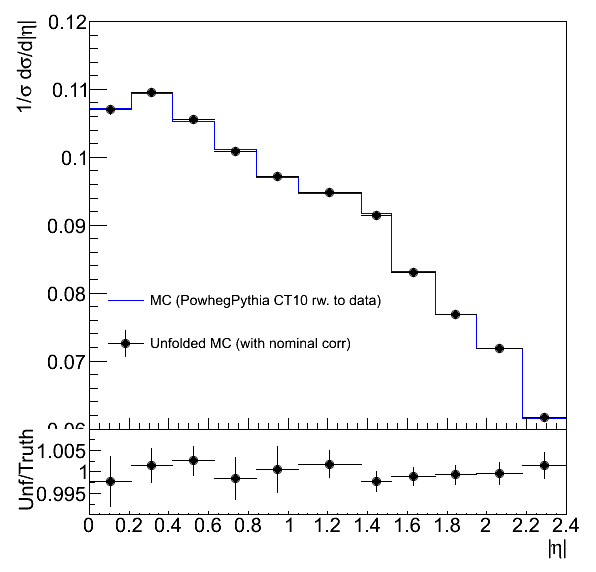 1/σ dσ/d|η|
0.12
0.11
0.1
0.09
0.08
0.07
0.06
MC (PowhegPythia CT10 rw. to data)
Unfolded MC (with nominal corr)
Unf/Truth
1.005
1
0.995
0 0.2 0.4 0.6 0.8 1 1.2 1.4 1.6 1.8 2 2.2 2.4
|η|